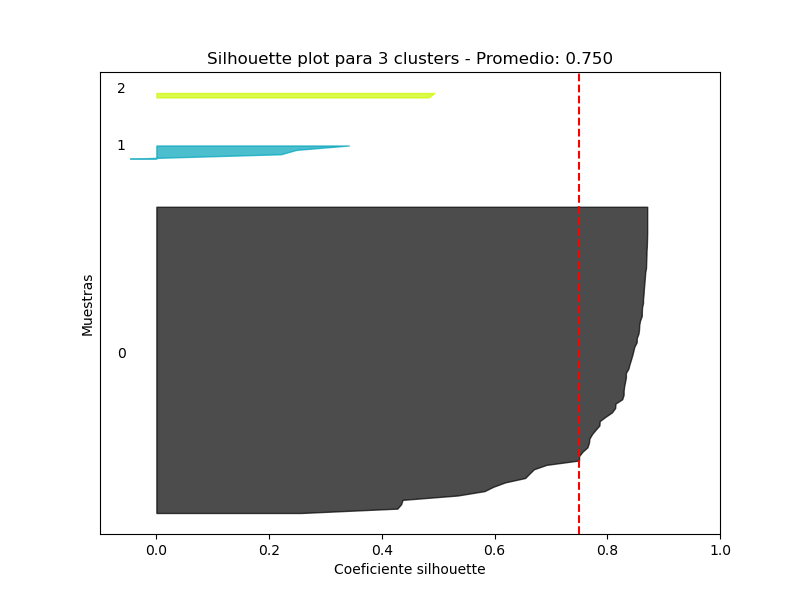 Silhouette plot para 3 clusters - Promedio: 0.750
2
1
0
Muestras
0.0 0.2 0.4 0.6 0.8 1.0
Coeficiente silhouette